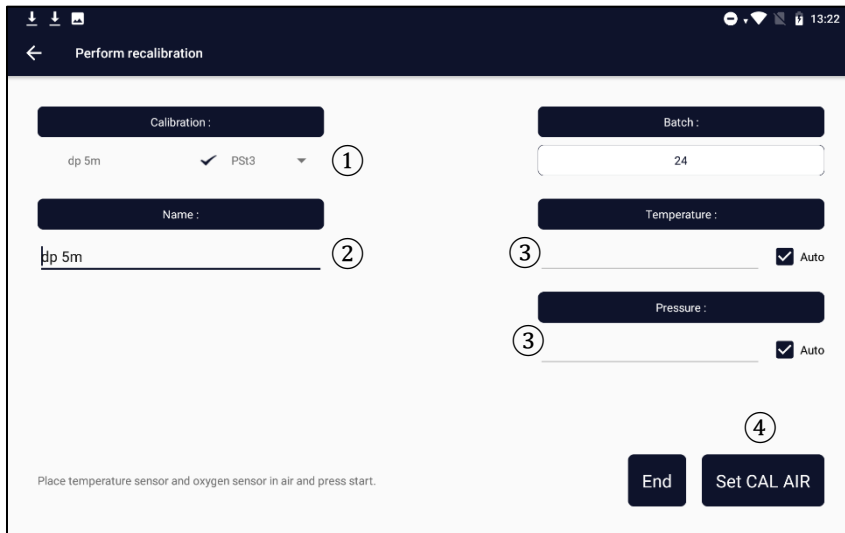 13:22
Perform recalibration
Calibration :
dp 5m PSt3 ①
Name :
dp 5m ②
Batch :
24
Temperature :
③ Auto
Pressure :
③ Auto
④
Place temperature sensor and oxygen sensor in air and press start.
End Set CAL AIR